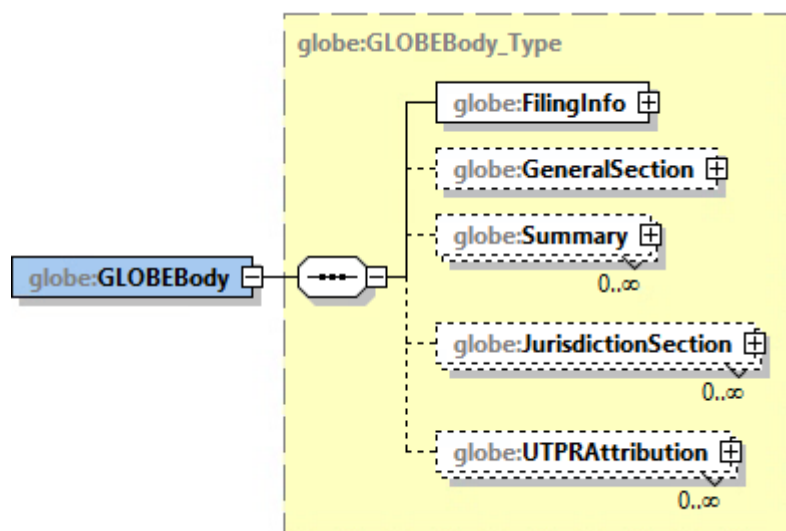 globe:GLOBEBody_Type
globe:FilingInfo
globe:GeneralSection
globe:Summary
0..∞
globe:GLOBEBody
globe:JurisdictionSection
0..∞
globe:UTPRAttribution
0..∞